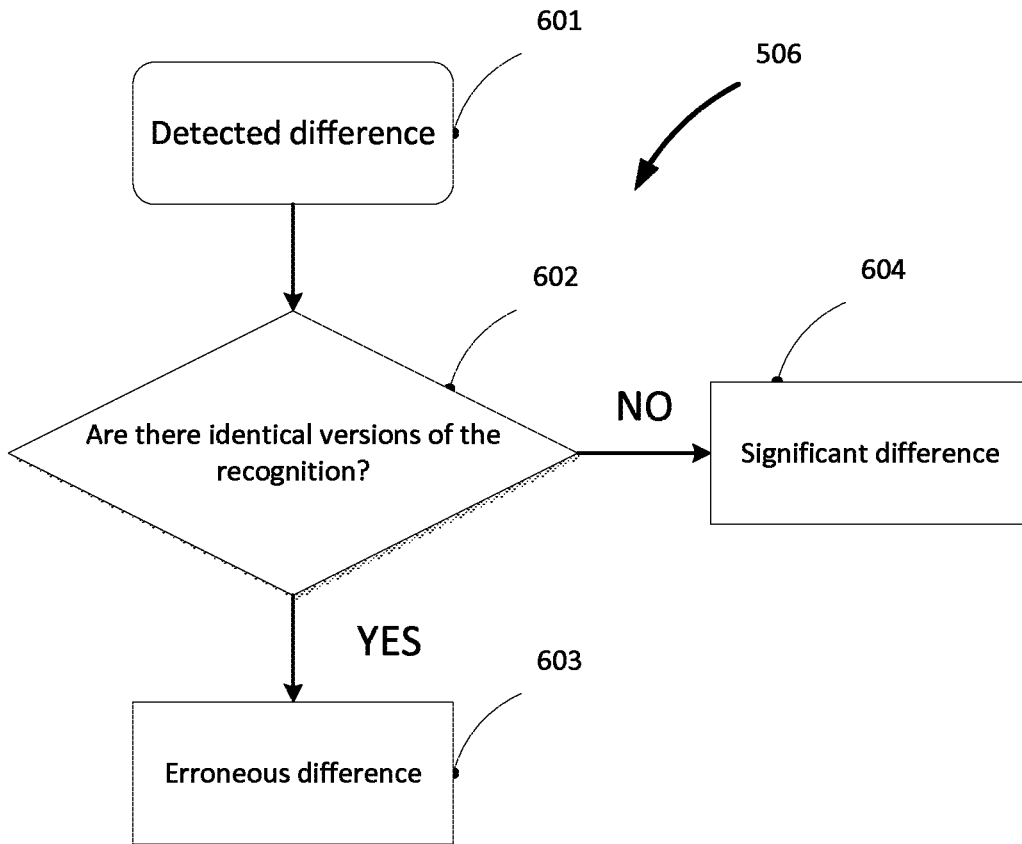 601
506
Detected difference
602
604
Are there identical versions of the
recognition?
NO
Significant difference
YES
603
Erroneous difference